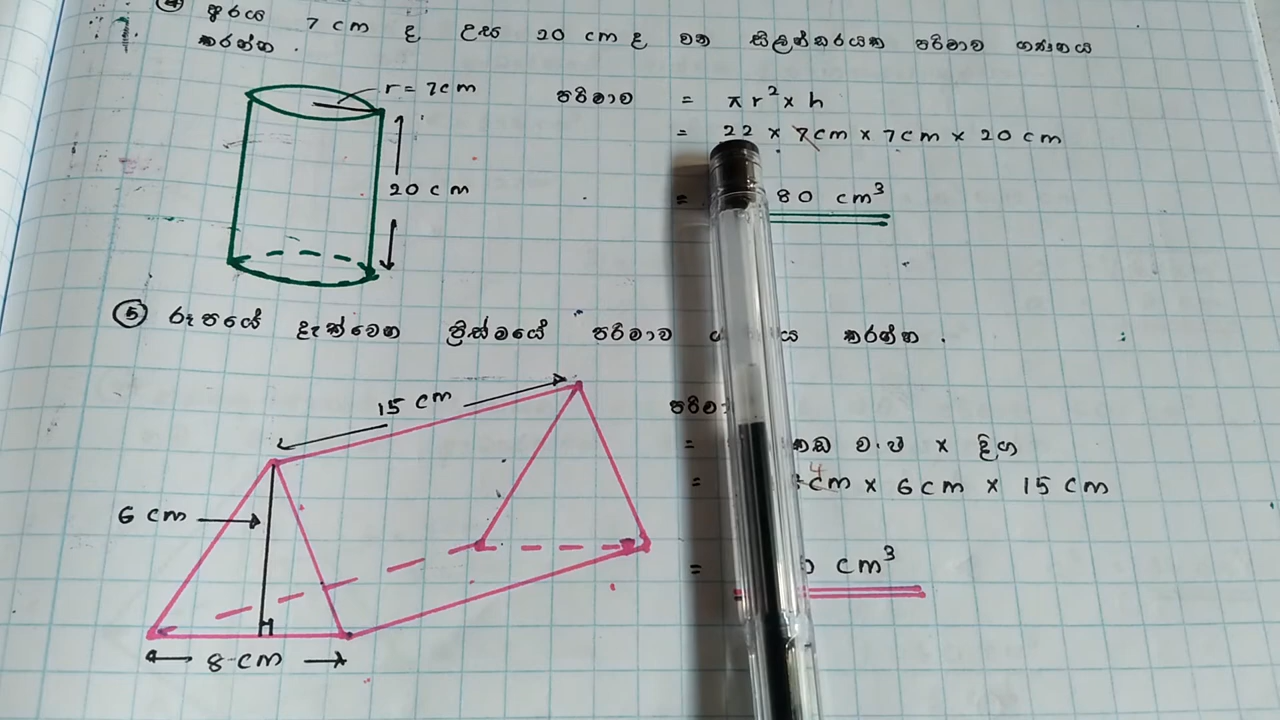 ④ අරය 7 cm ද උස 20 cm ද වන සිලින්ඩරයක පරිමාව ගණනය
කරන්න .
r = 7cm
20 cm
පරිමාව = π r² × h
= 22 × 7cm × 7cm × 20 cm
= 80 cm³
⑤ රූපයේ දැක්වෙන ප්‍රිස්මයේ පරිමාව කරන්න .
15 cm
6 cm
8 cm
= ව.ඵ × දිග
= 4 cm × 6 cm × 15 cm
= cm³